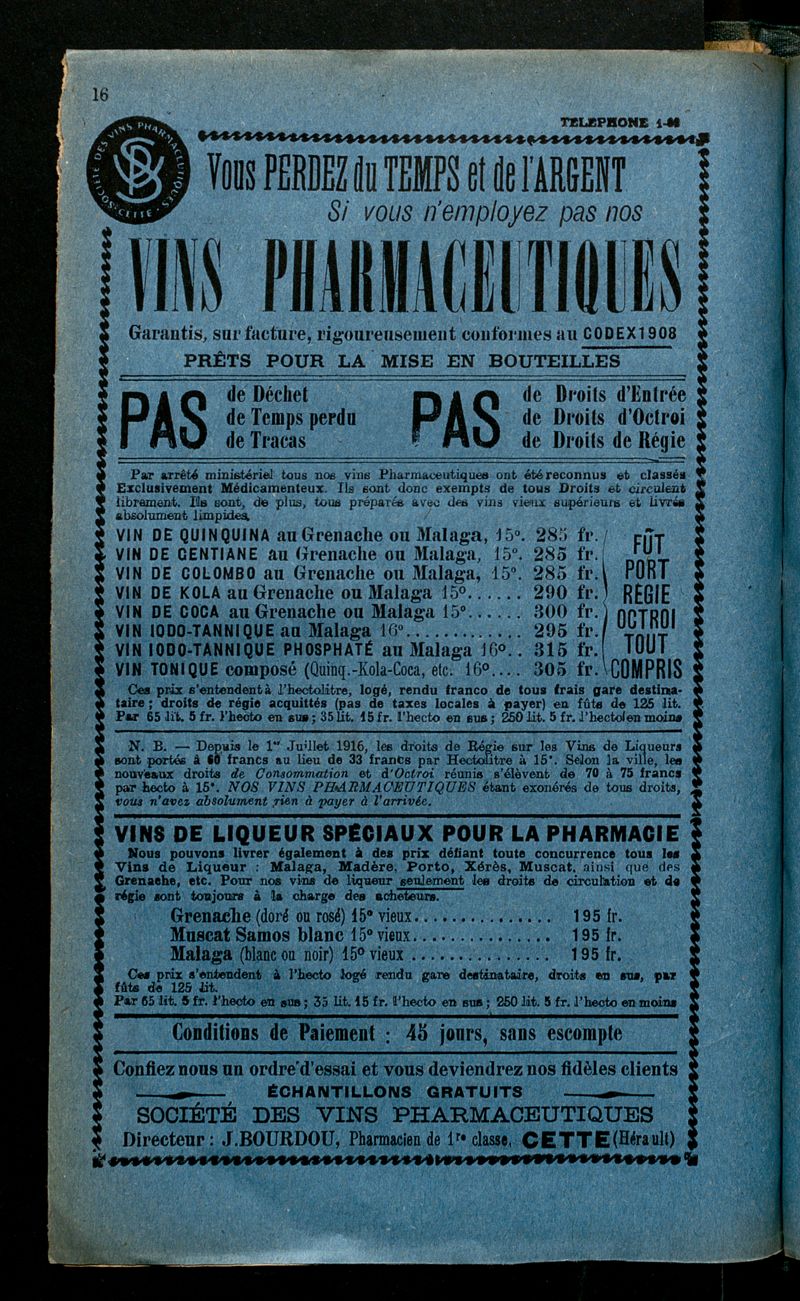 16
TELEPHONE
SOCIÉTÉ DES VINS PHARMACEUTIQUES
CETTE
Vous PERDEZ du TEMPS et de l'ARGENT
Si vous n'employez pas nos
VINS PHARMACEUTIQUES
Garantis, sur facture, rigoureusement conformes au CODEX 1908
PRÊTS POUR LA MISE EN BOUTEILLES
PAS de Déchet
de Temps perdu
de Tracas
PAS de Droits d'Entrée
de Droits d'Octroi
de Droits de Régie
Par arrêté ministériel tous nos vins Pharmaceutiques ont été reconnus et classés
Exclusivement Médicamenteux. Ils sont donc exempts de tous Droits et circulent
librement. Ils sont, de plus, tous préparés avec des vins vieux supérieurs et livrés
absolument limpides.
VIN DE QUINQUINA au Grenache ou Malaga, 15°. 285 fr.
VIN DE GENTIANE au Grenache ou Malaga, 15°. 285 fr.
VIN DE COLOMBO au Grenache ou Malaga, 15°. 285 fr.
VIN DE KOLA au Grenache ou Malaga 15°...... 290 fr.
VIN DE COCA au Grenache ou Malaga 15°...... 300 fr.
VIN IODO-TANNIQUE au Malaga 16°............. 295 fr.
VIN IODO-TANNIQUE PHOSPHATÉ au Malaga 16°.. 315 fr.
VIN TONIQUE composé (Quinq.-Kola-Coca, etc. 16°.... 305 fr.
FÛT
PORT
RÉGIE
OCTROI
TOUT
COMPRIS
Ces prix s'entendent à l'hectolitre, logé, rendu franco de tous frais gare destina-
taire ; droits de régie acquittés (pas de taxes locales à payer) en fûts de 125 lit.
Par 65 lit. 5 fr. l'hecto en sus ; 35 lit. 15 fr. l'hecto en sus ; 250 lit. 5 fr. l'hecto en moins
N. B. — Depuis le 1er Juillet 1916, les droits de Régie sur les Vins de Liqueurs
sont portés à 60 francs au lieu de 33 francs par Hectolitre à 15°. Selon la ville, les
nouveaux droits de Consommation et d'Octroi réunis s'élèvent de 70 à 75 francs
par hecto à 15°. NOS VINS PHARMACEUTIQUES étant exonérés de tous droits,
vous n'avez absolument rien à payer à l'arrivée.
VINS DE LIQUEUR SPÉCIAUX POUR LA PHARMACIE
Nous pouvons livrer également à des prix défiant toute concurrence tous les
Vins de Liqueur : Malaga, Madère, Porto, Xérès, Muscat, ainsi que des
Grenache, etc. Pour nos vins de liqueur seulement les droits de circulation et de
régie sont toujours à la charge des acheteurs.
Grenache (doré ou rosé) 15° vieux............... 195 fr.
Muscat Samos blanc 15° vieux............... 195 fr.
Malaga (blanc ou noir) 15° vieux............... 195 fr.
Ces prix s'entendent à l'hecto logé rendu gare destinataire, droits en sus, par
fûts de 125 lit.
Par 65 lit. 5 fr. l'hecto en sus ; 35 lit. 15 fr. l'hecto en sus ; 250 lit. 5 fr. l'hecto en moins
Conditions de Paiement : 45 jours, sans escompte
Confiez nous un ordre d'essai et vous deviendrez nos fidèles clients
ÉCHANTILLONS GRATUITS
SOCIÉTÉ DES VINS PHARMACEUTIQUES
Directeur : J. BOURDOU, Pharmacien de 1re classe, CETTE (Hérault)